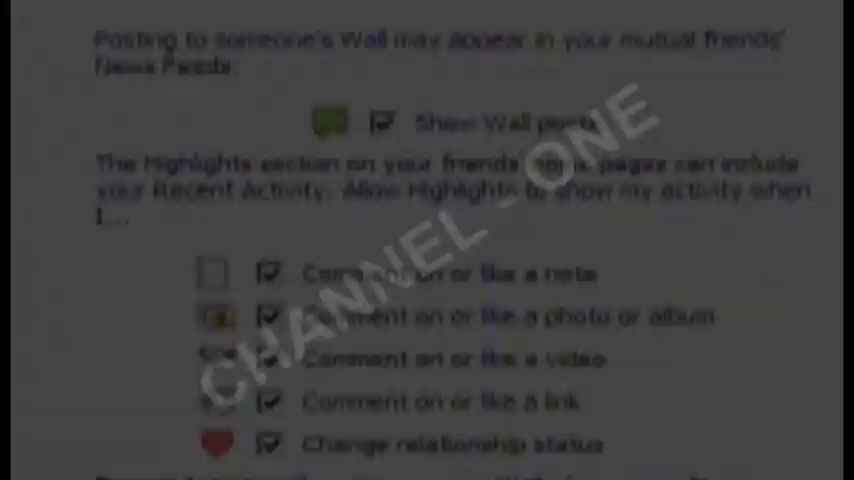 Posting to someone's Wall may appear in your mutual friends'
News Feeds.
Show Wall posts
The Highlights section on your friends' home pages can include
your Recent Activity. Allow Highlights to show my activity when
I...
Comment on or like a note
Comment on or like a photo or album
Comment on or like a video
Comment on or like a link
Change relationship status
CHANNEL - ONE